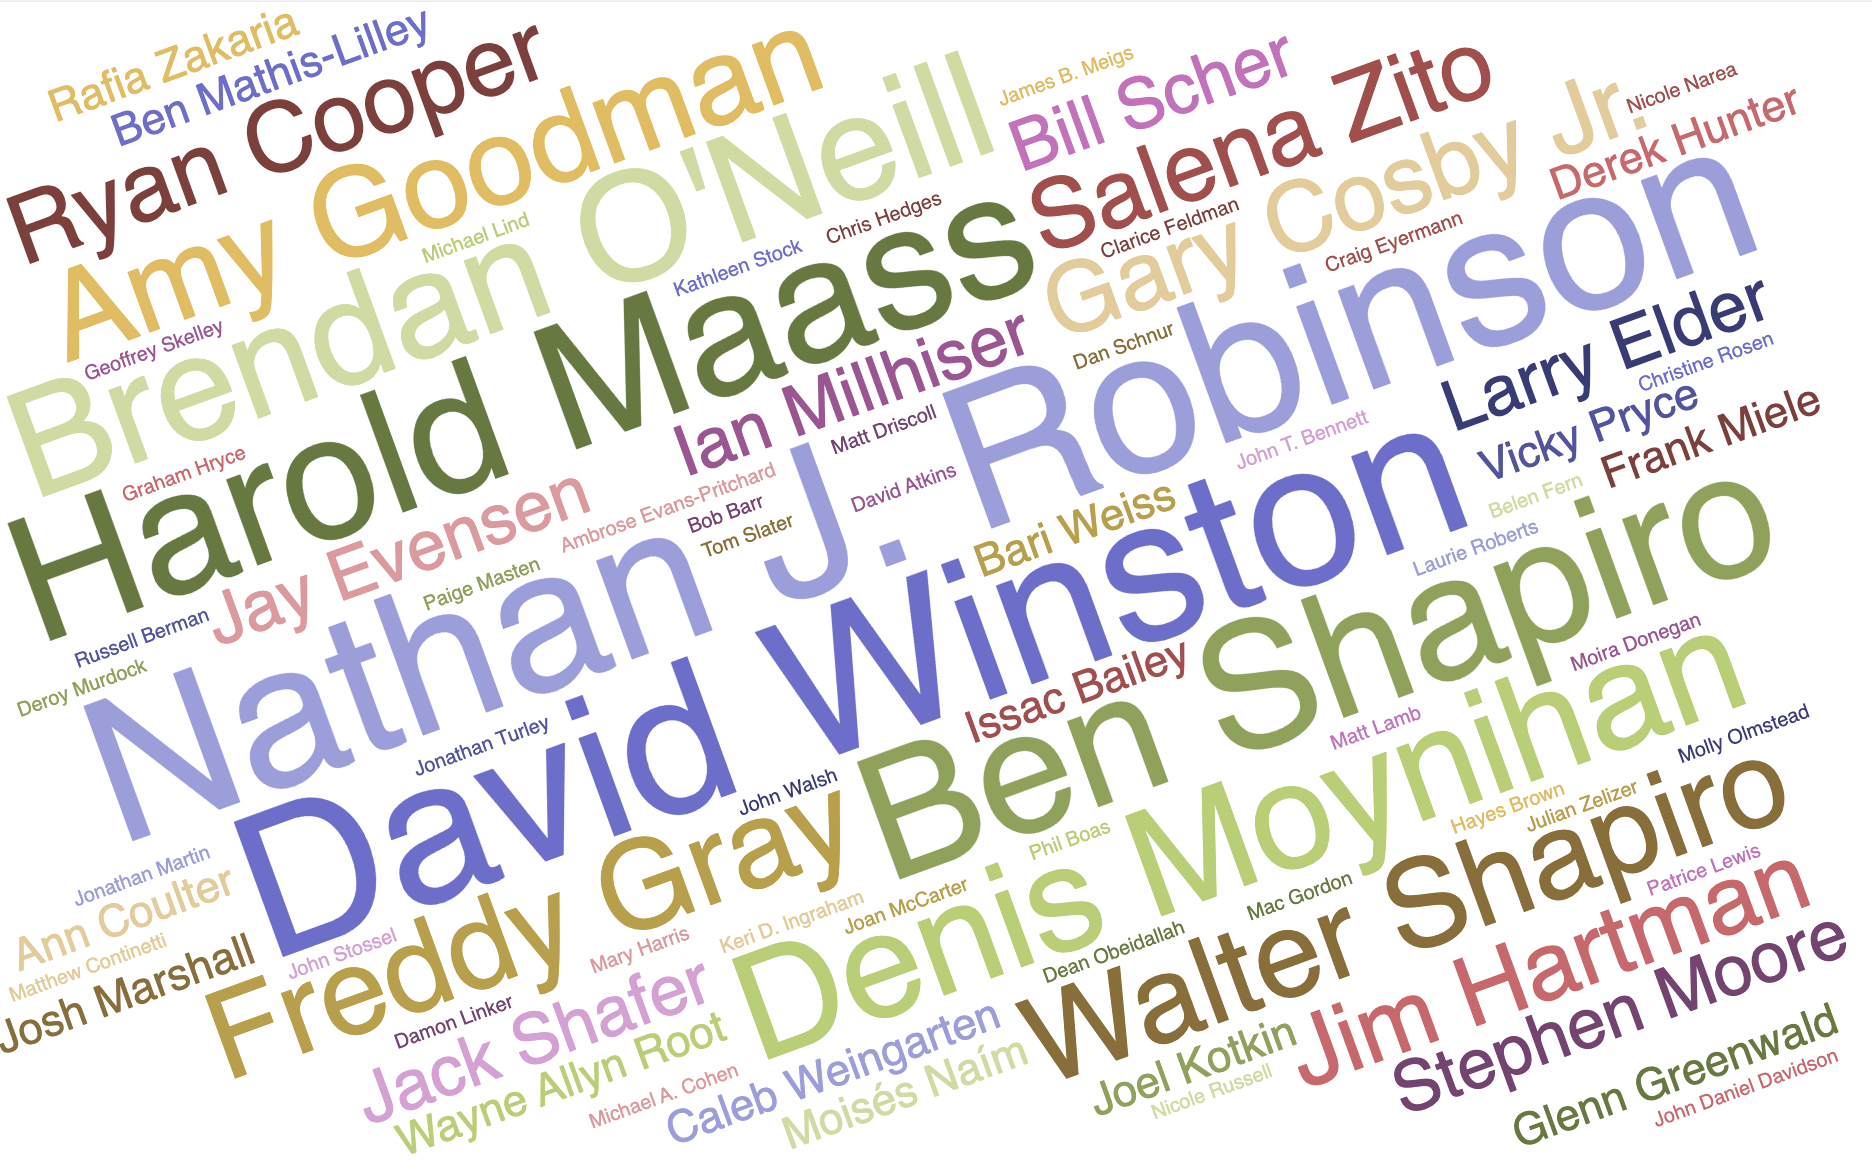 Rafia Zakaria
Ben Mathis-Lilley
Ryan Cooper
Amy Goodman
James B. Meigs
Bill Scher
Salena Zito
Nicole Narea
Derek Hunter
Gary Cosby Jr.
Brendan O'Neill
Michael Lind
Chris Hedges
Kathleen Stock
Clarice Feldman
Craig Eyermann
Geoffrey Skelley
Harold Maass
Dan Schnur
Nathan J. Robinson
Larry Elder
Christine Rosen
Ian Millhiser
Matt Driscoll
Vicky Pryce
Frank Miele
John T. Bennett
Graham Hryce
Jay Evensen
Ambrose Evans-Pritchard
Bob Barr
Tom Slater
David Atkins
Bari Weiss
Belen Fern
Laurie Roberts
Paige Masten
Russell Berman
Deroy Murdock
David Winston
Ben Shapiro
Issac Bailey
Moira Donegan
Jonathan Turley
Matt Lamb
Molly Olmstead
John Walsh
Denis Moynihan
Hayes Brown
Julian Zelizer
Phil Boas
Freddy Gray
Jonathan Martin
Ann Coulter
Matthew Continetti
Josh Marshall
John Stossel
Keri D. Ingraham
Joan McCarter
Mac Gordon
Patrice Lewis
Walter Shapiro
Mary Harris
Dean Obeidallah
Damon Linker
Jack Shafer
Jim Hartman
Stephen Moore
Wayne Allyn Root
Michael A. Cohen
Caleb Weingarten
Moisés Naím
Joel Kotkin
Nicole Russell
Glenn Greenwald
John Daniel Davidson